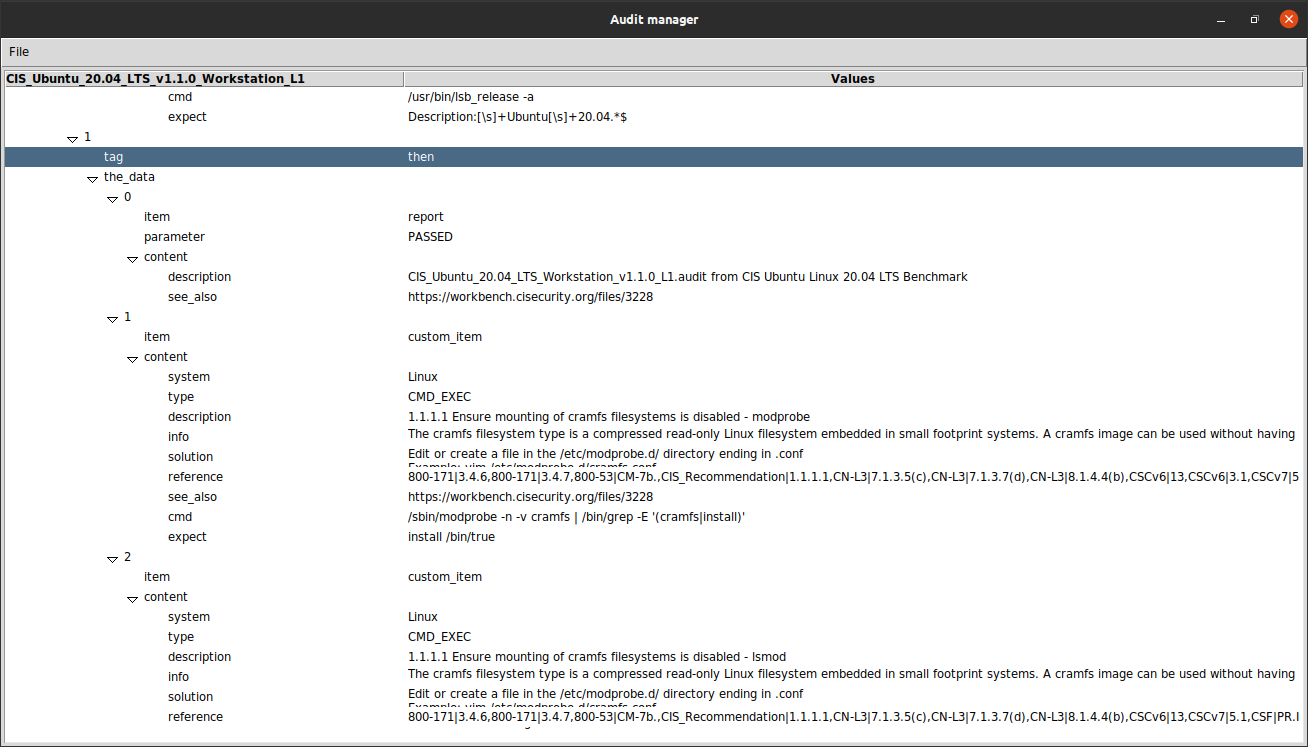 Audit manager
File
CIS_Ubuntu_20.04_LTS_v1.1.0_Workstation_L1 Values
cmd /usr/bin/lsb_release -a
expect Description:[\s]+Ubuntu[\s]+20.04.*$
1
tag then
the_data
0
item report
parameter PASSED
content
description CIS_Ubuntu_20.04_LTS_Workstation_v1.1.0_L1.audit from CIS Ubuntu Linux 20.04 LTS Benchmark
see_also https://workbench.cisecurity.org/files/3228
1
item custom_item
content
system Linux
type CMD_EXEC
description 1.1.1.1 Ensure mounting of cramfs filesystems is disabled - modprobe
info The cramfs filesystem type is a compressed read-only Linux filesystem embedded in small footprint systems. A cramfs image can be used without having
solution Edit or create a file in the /etc/modprobe.d/ directory ending in .conf
Example: vim /etc/modprobe.d/cramfs.conf
reference 800-171|3.4.6,800-171|3.4.7,800-53|CM-7b.,CIS_Recommendation|1.1.1.1,CN-L3|7.1.3.5(c),CN-L3|7.1.3.7(d),CN-L3|8.1.4.4(b),CSCv6|13,CSCv6|3.1,CSCv7|5
see_also https://workbench.cisecurity.org/files/3228
cmd /sbin/modprobe -n -v cramfs | /bin/grep -E '(cramfs|install)'
expect install /bin/true
2
item custom_item
content
system Linux
type CMD_EXEC
description 1.1.1.1 Ensure mounting of cramfs filesystems is disabled - lsmod
info The cramfs filesystem type is a compressed read-only Linux filesystem embedded in small footprint systems. A cramfs image can be used without having
solution Edit or create a file in the /etc/modprobe.d/ directory ending in .conf
Example: vim /etc/modprobe.d/cramfs.conf
reference 800-171|3.4.6,800-171|3.4.7,800-53|CM-7b.,CIS_Recommendation|1.1.1.1,CN-L3|7.1.3.5(c),CN-L3|7.1.3.7(d),CN-L3|8.1.4.4(b),CSCv6|13,CSCv7|5.1,CSF|PR.I